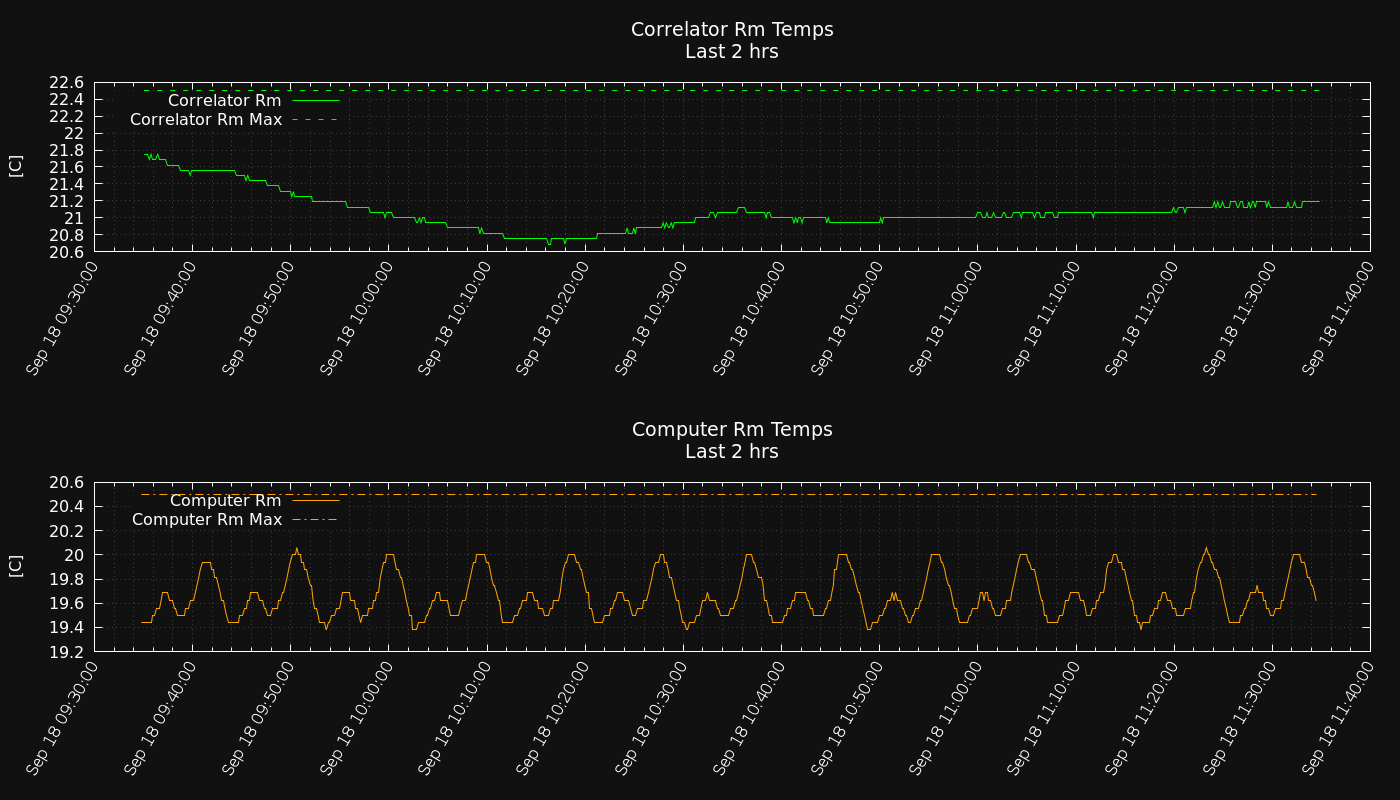 Correlator Rm Temps
Last 2 hrs
22.6
22.4
22.2
22
21.8
21.6
21.4
21.2
21
20.8
20.6
[C]
Correlator Rm
Correlator Rm Max
Sep 18 09:30:00
Sep 18 09:40:00
Sep 18 09:50:00
Sep 18 10:00:00
Sep 18 10:10:00
Sep 18 10:20:00
Sep 18 10:30:00
Sep 18 10:40:00
Sep 18 10:50:00
Sep 18 11:00:00
Sep 18 11:10:00
Sep 18 11:20:00
Sep 18 11:30:00
Sep 18 11:40:00
Computer Rm Temps
Last 2 hrs
20.6
20.4
20.2
20
19.8
19.6
19.4
19.2
[C]
Computer Rm
Computer Rm Max
Sep 18 09:30:00
Sep 18 09:40:00
Sep 18 09:50:00
Sep 18 10:00:00
Sep 18 10:10:00
Sep 18 10:20:00
Sep 18 10:30:00
Sep 18 10:40:00
Sep 18 10:50:00
Sep 18 11:00:00
Sep 18 11:10:00
Sep 18 11:20:00
Sep 18 11:30:00
Sep 18 11:40:00